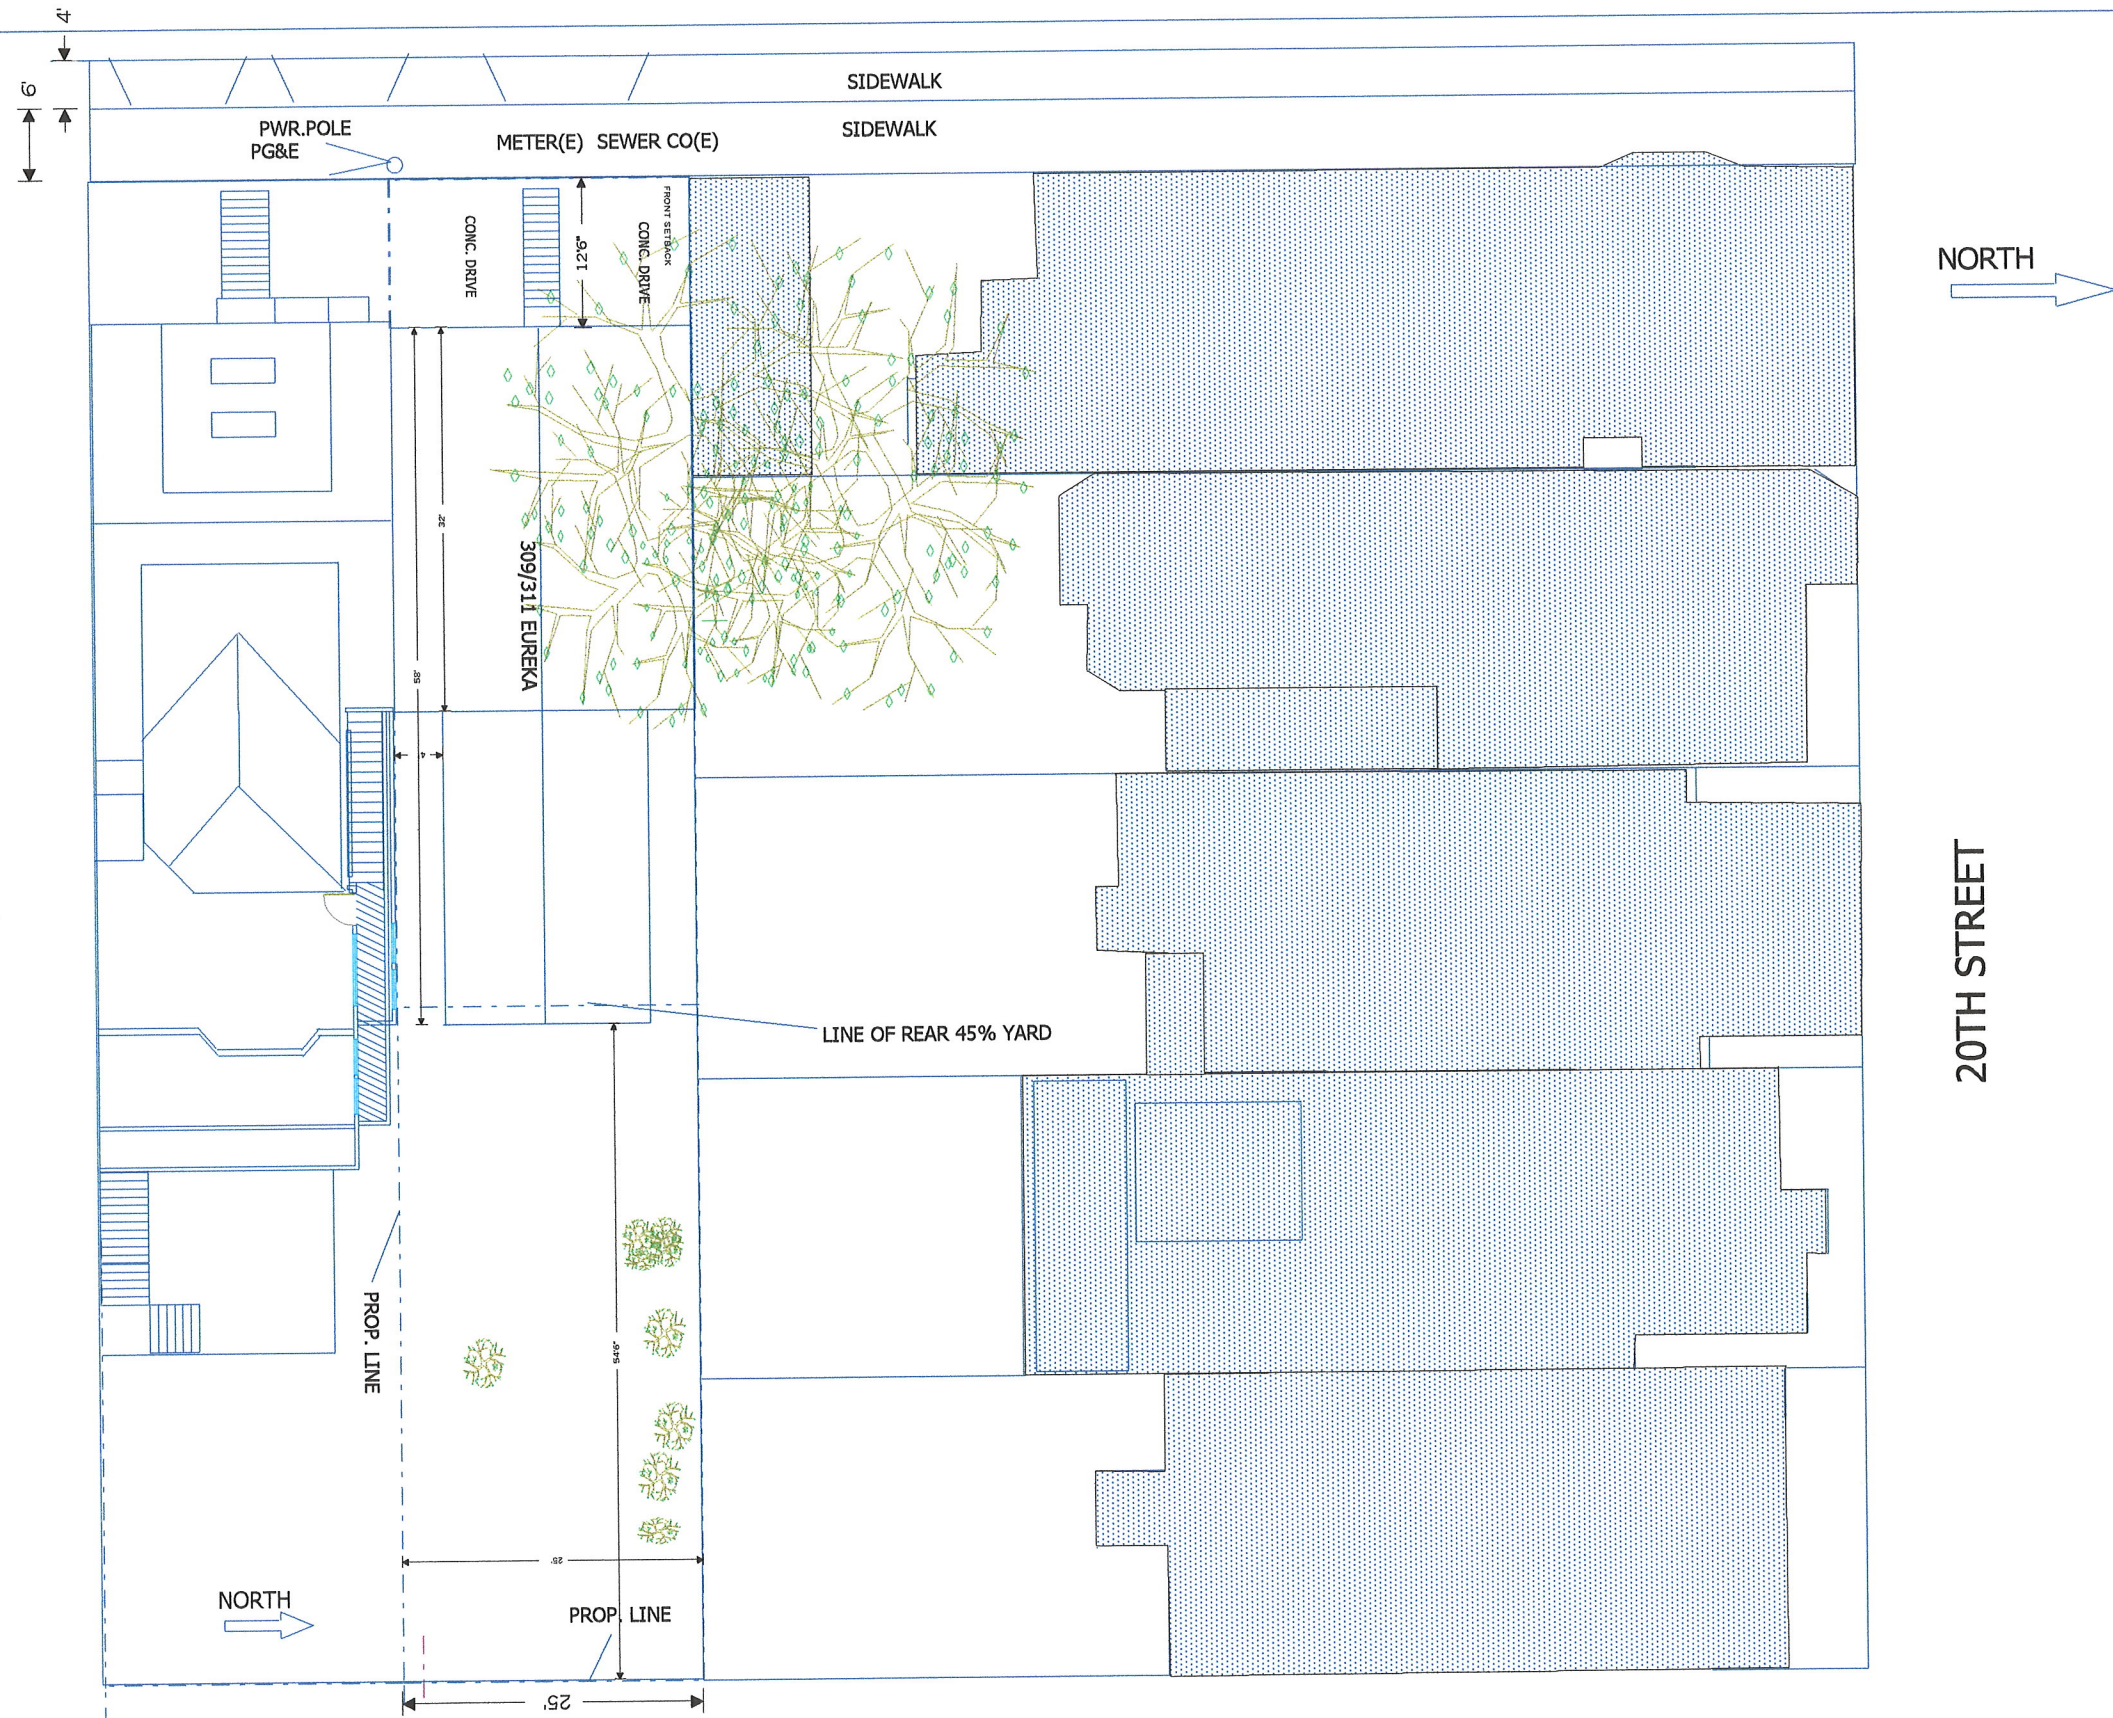 4'
6'
SIDEWALK
SIDEWALK
PWR.POLE
PG&E
METER(E) SEWER CO(E)
FRONT SETBACK
CONC. DRIVE
CONC. DRIVE
12'6"
NORTH
32'
309/311 EUREKA
58'
4'
20TH STREET
LINE OF REAR 45% YARD
PROP. LINE
54'6"
25'
NORTH
PROP. LINE
25'